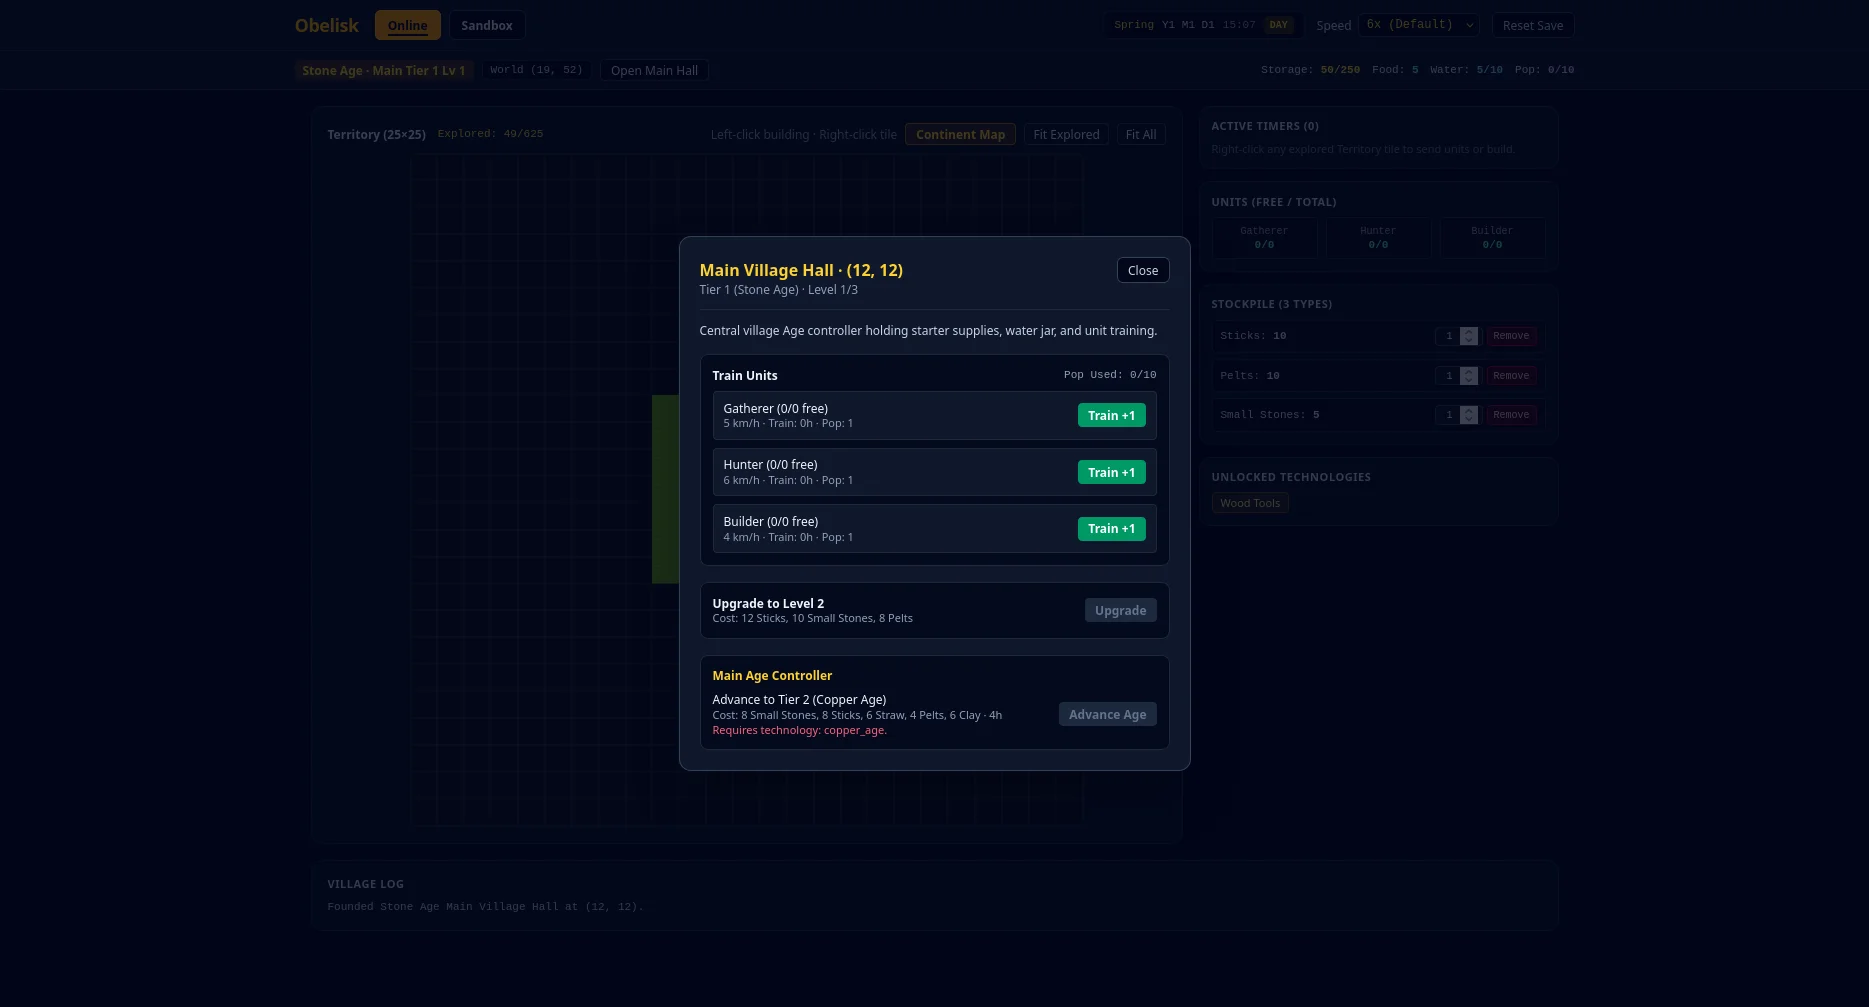 Obelisk Online Sandbox Spring Y1 M1 D1 15:07 DAY Speed 6x (Default) Reset Save
Stone Age · Main Tier 1 Lv 1 World (19, 52) Open Main Hall Storage: 50/250 Food: 5 Water: 5/10 Pop: 0/10
Territory (25×25) Explored: 49/625 Left-click building · Right-click tile Continent Map Fit Explored Fit All
ACTIVE TIMERS (0)
Right-click any explored Territory tile to send units or build.
UNITS (FREE / TOTAL)
Gatherer Hunter Builder
0/0 0/0 0/0
STOCKPILE (3 TYPES)
Sticks: 10 1 Remove
Pelts: 10 1 Remove
Small Stones: 5 1 Remove
UNLOCKED TECHNOLOGIES
Wood Tools
Main Village Hall · (12, 12) Close
Tier 1 (Stone Age) · Level 1/3
Central village Age controller holding starter supplies, water jar, and unit training.
Train Units Pop Used: 0/10
Gatherer (0/0 free)
5 km/h · Train: 0h · Pop: 1
Train +1
Hunter (0/0 free)
6 km/h · Train: 0h · Pop: 1
Train +1
Builder (0/0 free)
4 km/h · Train: 0h · Pop: 1
Train +1
Upgrade to Level 2
Cost: 12 Sticks, 10 Small Stones, 8 Pelts
Upgrade
Main Age Controller
Advance to Tier 2 (Copper Age)
Cost: 8 Small Stones, 8 Sticks, 6 Straw, 4 Pelts, 6 Clay · 4h
Requires technology: copper_age.
Advance Age
VILLAGE LOG
Founded Stone Age Main Village Hall at (12, 12).